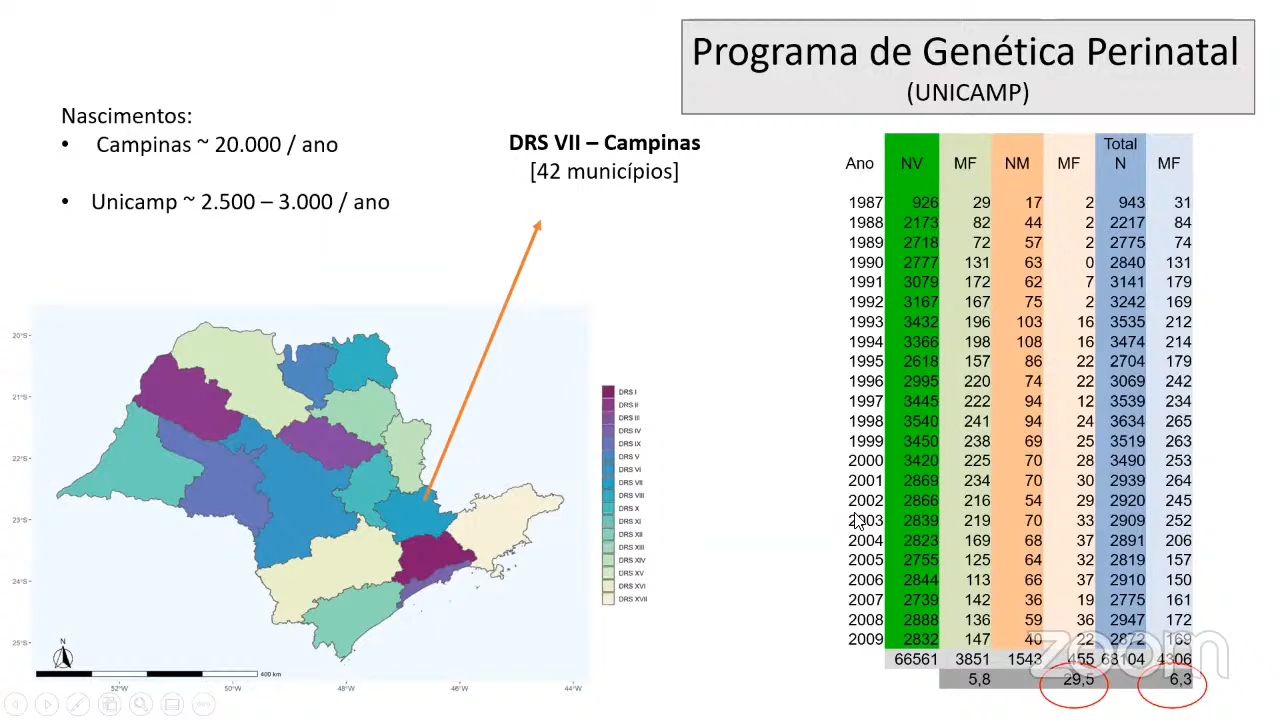 Programa de Genética Perinatal
(UNICAMP)
Nascimentos:
• Campinas ~ 20.000 / ano
• Unicamp ~ 2.500 – 3.000 / ano
DRS VII – Campinas
[42 municípios]
20°S
21°S
22°S
23°S
24°S
25°S
N
400 km
52°W 50°W 48°W 46°W 44°W
DRS I
DRS II
DRS III
DRS IV
DRS IX
DRS V
DRS VI
DRS VII
DRS VIII
DRS X
DRS XI
DRS XII
DRS XIII
DRS XIV
DRS XV
DRS XVI
DRS XVII
Total
Ano NV MF NM MF N MF
1987 926 29 17 2 943 31
1988 2173 82 44 2 2217 84
1989 2718 72 57 2 2775 74
1990 2777 131 63 0 2840 131
1991 3079 172 62 7 3141 179
1992 3167 167 75 2 3242 169
1993 3432 196 103 16 3535 212
1994 3366 198 108 16 3474 214
1995 2618 157 86 22 2704 179
1996 2995 220 74 22 3069 242
1997 3445 222 94 12 3539 234
1998 3540 241 94 24 3634 265
1999 3450 238 69 25 3519 263
2000 3420 225 70 28 3490 253
2001 2869 234 70 30 2939 264
2002 2866 216 54 29 2920 245
2003 2839 219 70 33 2909 252
2004 2823 169 68 37 2891 206
2005 2755 125 64 32 2819 157
2006 2844 113 66 37 2910 150
2007 2739 142 36 19 2775 161
2008 2888 136 59 36 2947 172
2009 2832 147 40 22 2872 169
66561 3851 1543 455 68104 4306
5,8 29,5 6,3
zoom